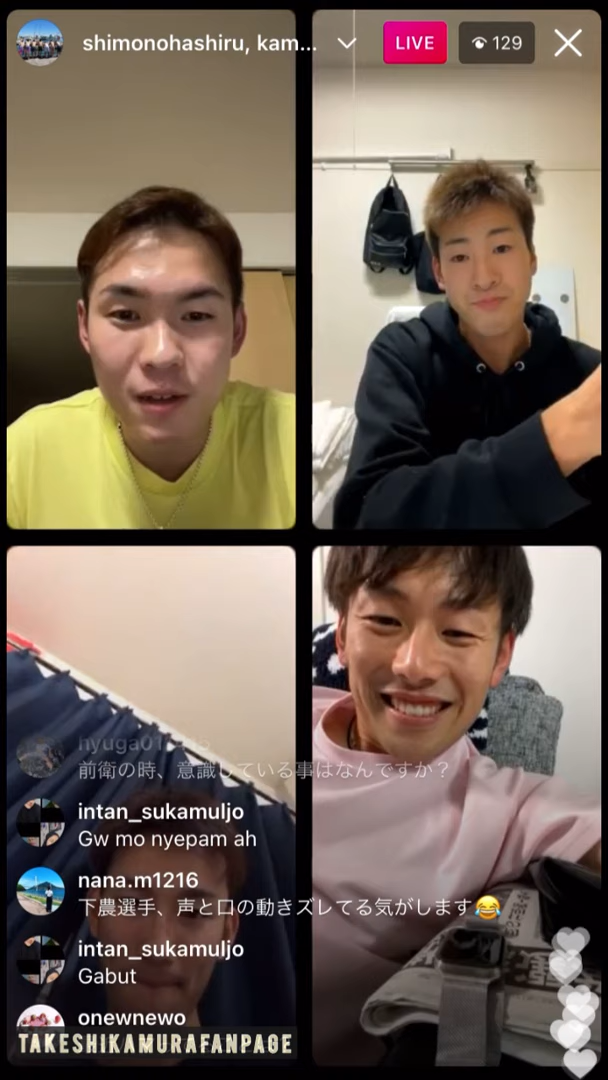 shimonohashiru, kam...
LIVE
129
前衛の時、意識している事はなんですか？
intan_sukamuljo
Gw mo nyepam ah
nana.m1216
下農選手、声と口の動きズレてる気がします😂
intan_sukamuljo
Gabut
onewnewo
TAKESHIKAMURAFANPAGE